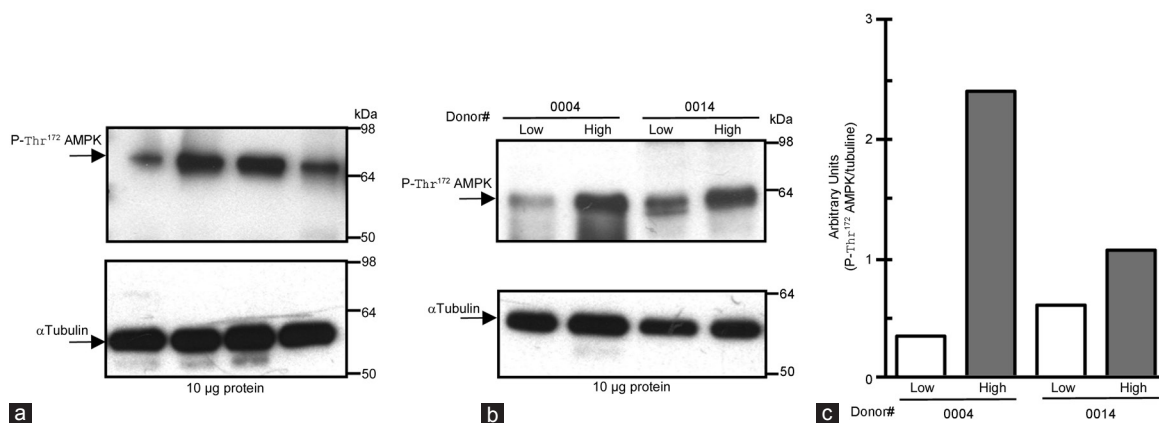 kDa
98
P-Thr¹⁷² AMPK
64
50
98
64
αTubulin
50
10 µg protein
a
0004 0014
Donor#
Low High Low High kDa
98
P-Thr¹⁷² AMPK
64
50
64
αTubulin
50
10 µg protein
b
Arbitrary Units
(P-Thr¹⁷² AMPK/tubuline)
3
2
1
0
Low High Low High
Donor# 0004 0014
c